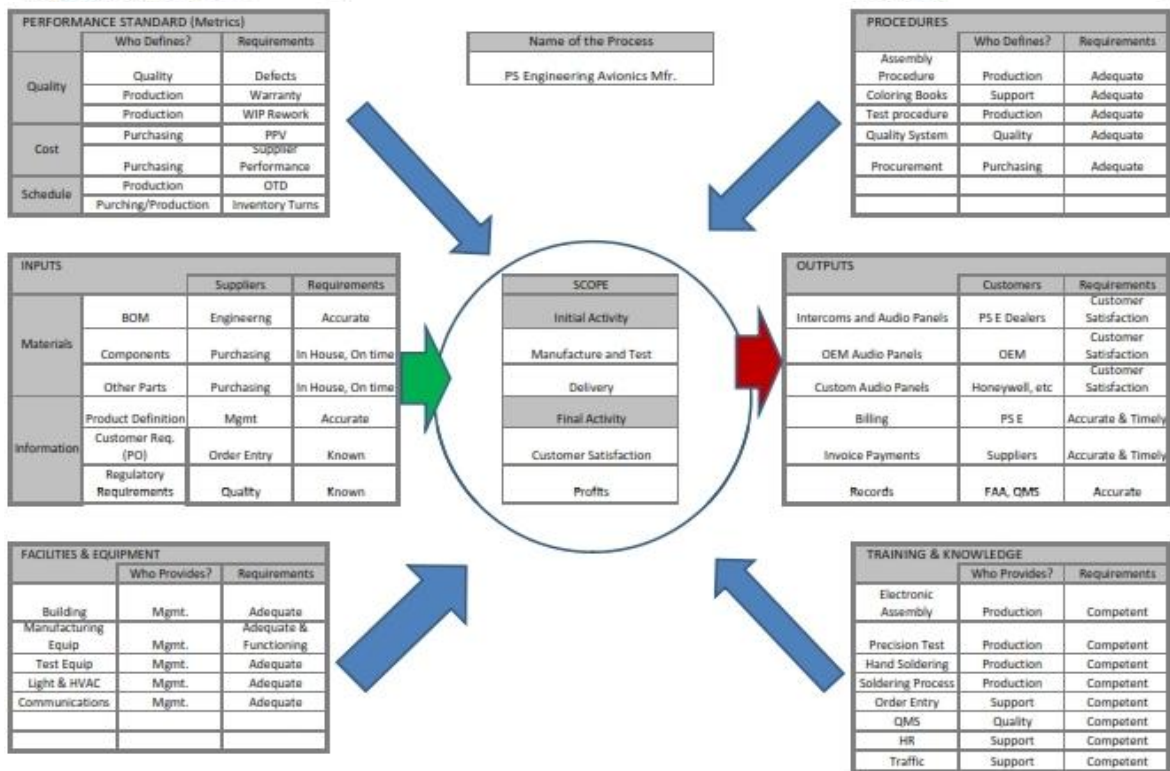 PERFORMANCE STANDARD (Metrics)
Who Defines? Requirements
Quality
Quality Defects
Production Warranty
Production WIP Rework
Cost
Purchasing PPV
Purchasing Supplier Performance
Schedule
Production OTD
Purching/Production Inventory Turns
Name of the Process
PS Engineering Avionics Mfr.
PROCEDURES
Who Defines? Requirements
Assembly
Procedure Production Adequate
Coloring Books Support Adequate
Test procedure Production Adequate
Quality System Quality Adequate
Procurement Purchasing Adequate
INPUTS
Suppliers Requirements
Materials
BOM Engineerng Accurate
Components Purchasing In House, On time
Other Parts Purchasing In House, On time
Information
Product Definition Mgmt Accurate
Customer Req.
(PO) Order Entry Known
Regulatory
Requirements Quality Known
SCOPE
Initial Activity
Manufacture and Test
Delivery
Final Activity
Customer Satisfaction
Profits
OUTPUTS
Customers Requirements
Intercoms and Audio Panels PS E Dealers Customer Satisfaction
OEM Audio Panels OEM Customer Satisfaction
Custom Audio Panels Honeywell, etc Customer Satisfaction
Billing PS E Accurate & Timely
Invoice Payments Suppliers Accurate & Timely
Records FAA, QMS Accurate
FACILITIES & EQUIPMENT
Who Provides? Requirements
Building Mgmt. Adequate
Manufacturing Adequate &
Equip Mgmt. Functioning
Test Equip Mgmt. Adequate
Light & HVAC Mgmt. Adequate
Communications Mgmt. Adequate
TRAINING & KNOWLEDGE
Who Provides? Requirements
Electronic
Assembly Production Competent
Precision Test Production Competent
Hand Soldering Production Competent
Soldering Process Production Competent
Order Entry Support Competent
QMS Quality Competent
HR Support Competent
Traffic Support Competent